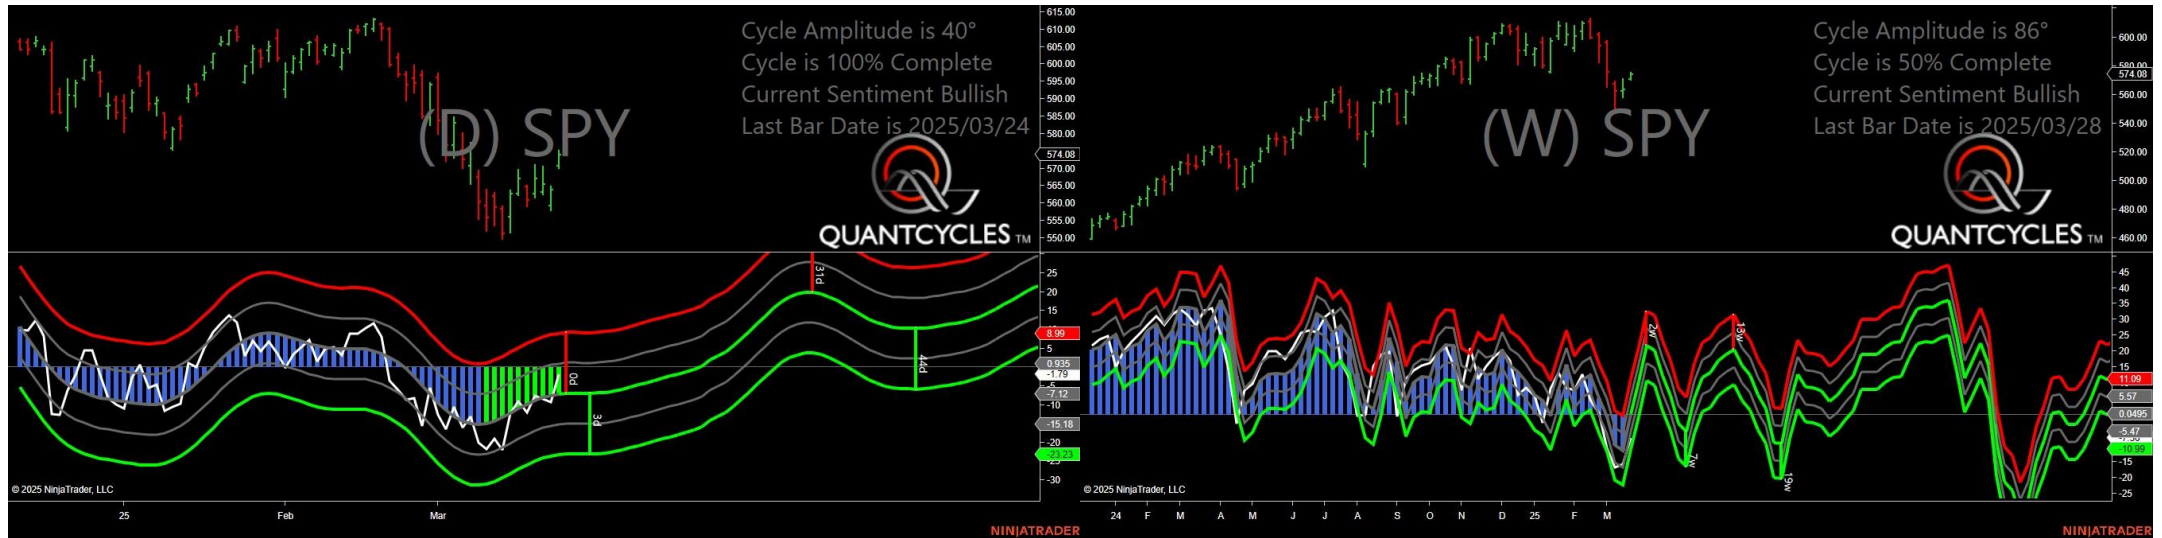 Cycle Amplitude is 40°
Cycle is 100% Complete
Current Sentiment Bullish
Last Bar Date is 2025/03/24
(D) SPY
QUANTCYCLES TM
615.00
610.00
605.00
600.00
595.00
590.00
585.00
580.00
574.08
570.00
565.00
560.00
555.00
550.00
31d
0d
3d
44d
25
20
15
8.99
5
0.935
-1.79
-5
-7.12
-10
-15.18
-20
-23.23
-30
© 2025 NinjaTrader, LLC
25 Feb Mar
NINJATRADER
Cycle Amplitude is 86°
Cycle is 50% Complete
Current Sentiment Bullish
Last Bar Date is 2025/03/28
(W) SPY
QUANTCYCLES TM
600.00
580.00
574.08
560.00
540.00
520.00
500.00
480.00
460.00
2w
13w
7w
19w
45
40
35
30
25
20
15
11.09
5.57
0.0495
-5.47
-10.99
-15
-20
-25
© 2025 NinjaTrader, LLC
24 F M A M J J A S O N D 25 F M
NINJATRADER